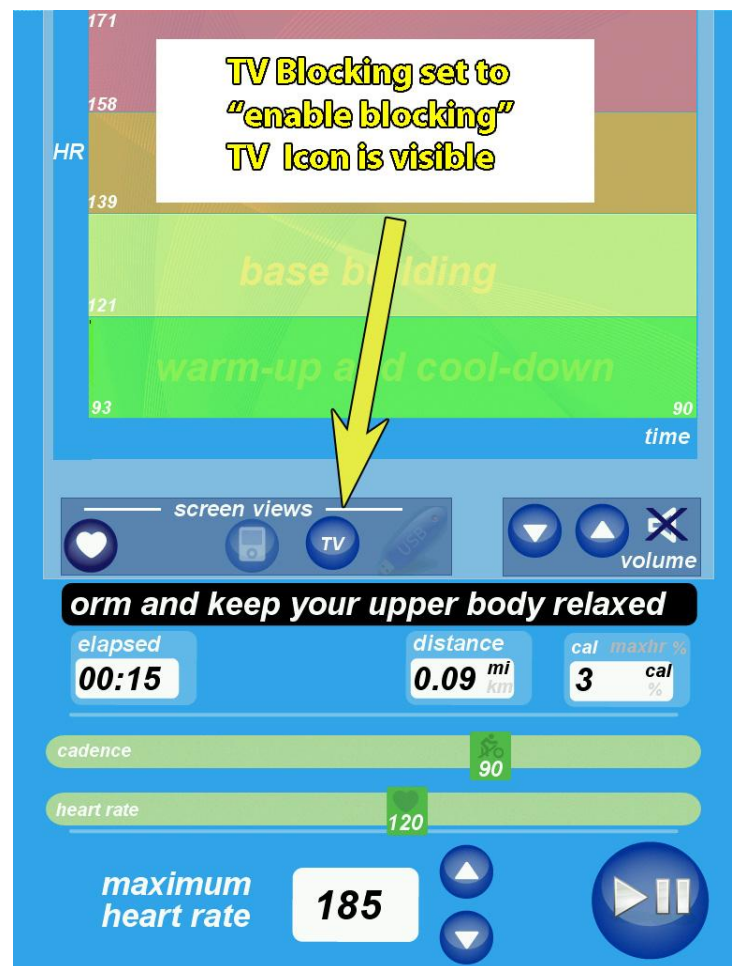 171
TV Blocking set to
“enable blocking”
TV Icon is visible
158
HR
139
base building
121
warm-up and cool-down
93
90
time
screen views
TV
USB
volume
orm and keep your upper body relaxed
elapsed
distance
cal maxhr %
00:15
0.09 mi km
3 cal %
cadence
90
heart rate
120
maximum
heart rate
185